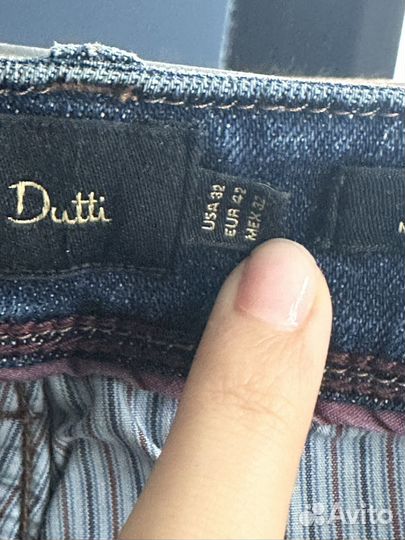 Dutti
USA 32
EUR 42
MEX 32
Avito